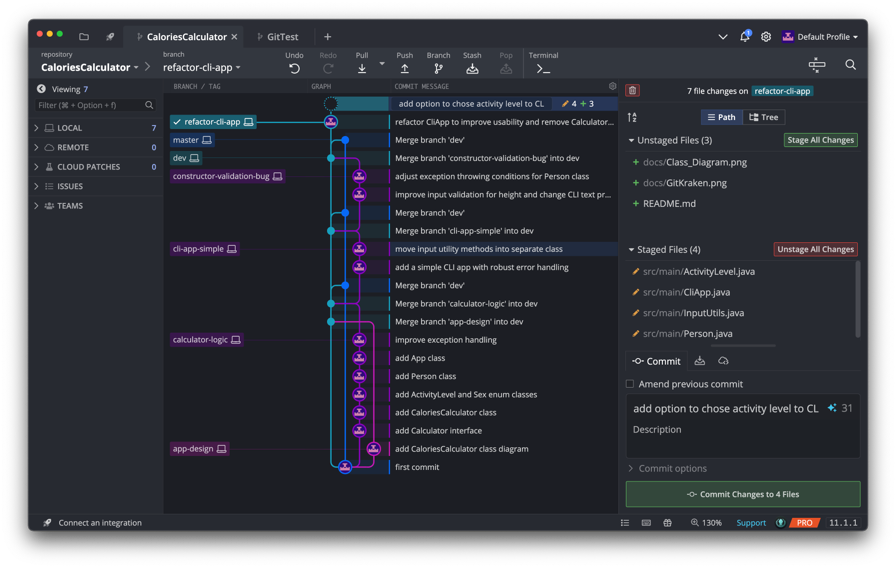 CaloriesCalculator
GitTest
1
Default Profile
repository
CaloriesCalculator
branch
refactor-cli-app
Undo
Redo
Pull
Push
Branch
Stash
Pop
Terminal
Viewing 7
Filter (⌘ + Option + f)
LOCAL 7
REMOTE 0
CLOUD PATCHES 0
ISSUES
TEAMS
BRANCH / TAG
GRAPH
COMMIT MESSAGE
add option to chose activity level to CL 4 + 3
refactor-cli-app refactor CliApp to improve usability and remove Calculator...
master Merge branch 'dev'
dev Merge branch 'constructor-validation-bug' into dev
constructor-validation-bug adjust exception throwing conditions for Person class
improve input validation for height and change CLI text pr...
Merge branch 'dev'
Merge branch 'cli-app-simple' into dev
cli-app-simple move input utility methods into separate class
add a simple CLI app with robust error handling
Merge branch 'dev'
Merge branch 'calculator-logic' into dev
Merge branch 'app-design' into dev
calculator-logic improve exception handling
add App class
add Person class
add ActivityLevel and Sex enum classes
add CaloriesCalculator class
add Calculator interface
app-design add CaloriesCalculator class diagram
first commit
7 file changes on refactor-cli-app
Path
Tree
Unstaged Files (3)
Stage All Changes
docs/Class_Diagram.png
docs/GitKraken.png
README.md
Staged Files (4)
Unstage All Changes
src/main/ActivityLevel.java
src/main/CliApp.java
src/main/InputUtils.java
src/main/Person.java
Commit
Amend previous commit
add option to chose activity level to CL 31
Description
Commit options
Commit Changes to 4 Files
Connect an integration
130%
Support
PRO
11.1.1